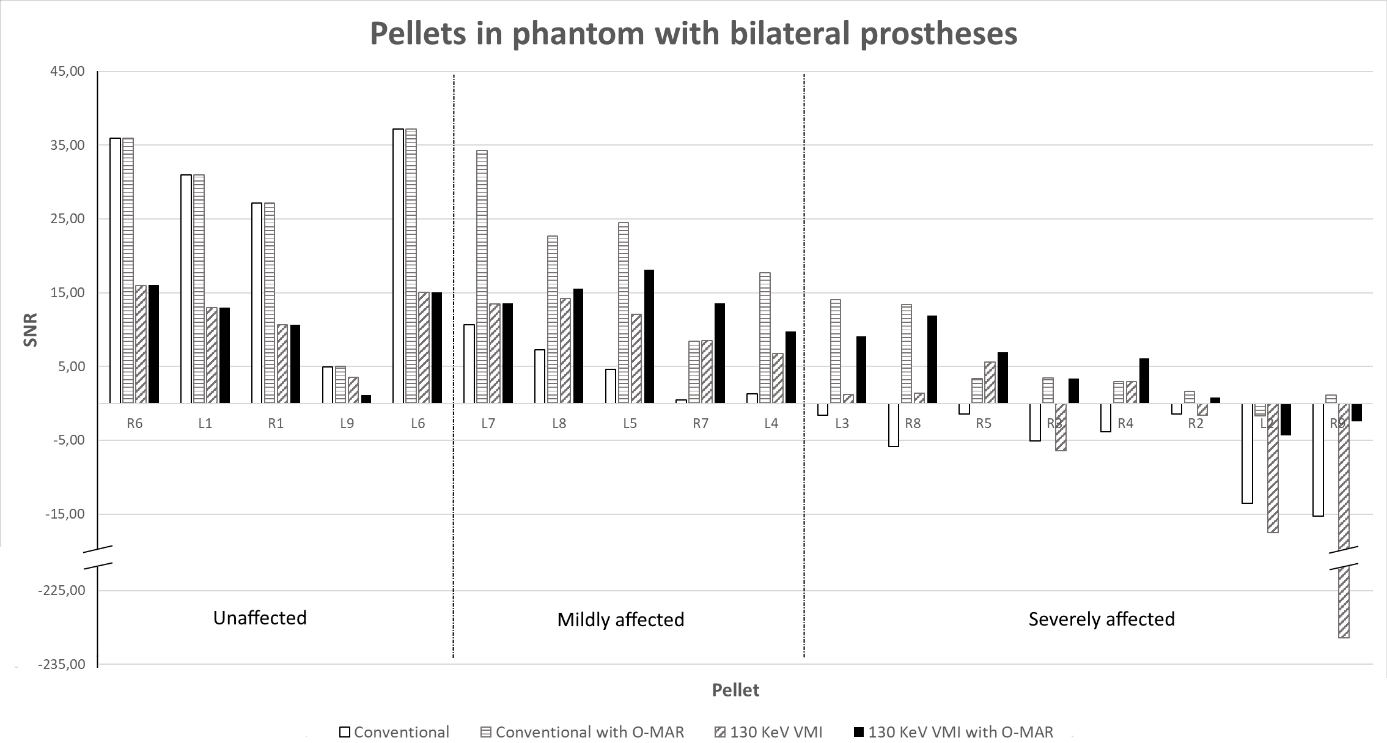 Pellets in phantom with bilateral prostheses
45,00
35,00
25,00
15,00
5,00
-5,00
-15,00
-225,00
-235,00
SNR
R6 L1 R1 L9 L6 L7 L8 L5 R7 L4 L3 R8 R5 R3 R4 R2 L2 R9
Unaffected Mildly affected Severely affected
Pellet
Conventional Conventional with O-MAR 130 KeV VMI 130 KeV VMI with O-MAR